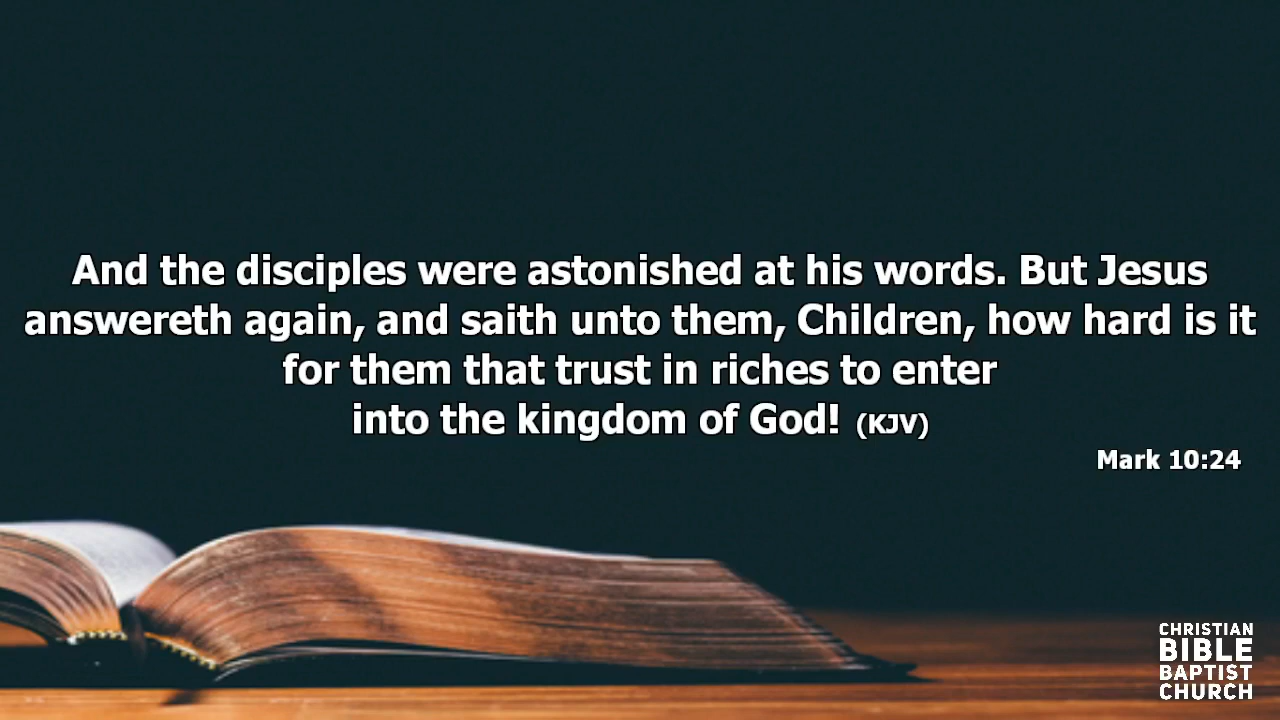 And the disciples were astonished at his words. But Jesus
answereth again, and saith unto them, Children, how hard is it
for them that trust in riches to enter
into the kingdom of God! (KJV)
Mark 10:24
CHRISTIAN
BIBLE
BAPTIST
CHURCH